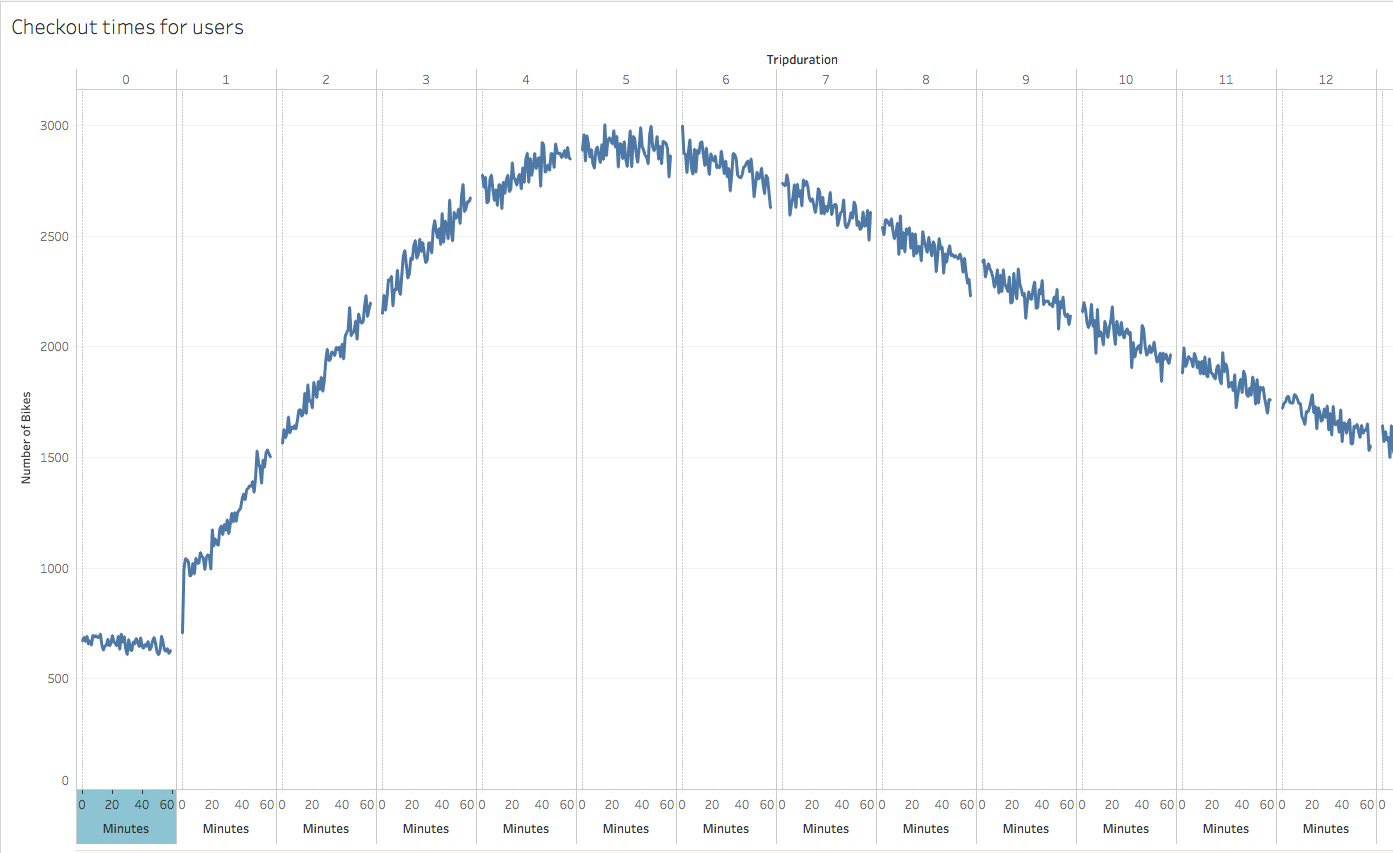 Checkout times for users
Tripduration
0 1 2 3 4 5 6 7 8 9 10 11 12
3000
2500
2000
1500
1000
500
0
Number of Bikes
0 20 40 60 0 20 40 60 0 20 40 60 0 20 40 60 0 20 40 60 0 20 40 60 0 20 40 60 0 20 40 60 0 20 40 60 0 20 40 60 0 20 40 60 0 20 40 60 0 20 40 60 0
Minutes Minutes Minutes Minutes Minutes Minutes Minutes Minutes Minutes Minutes Minutes Minutes Minutes